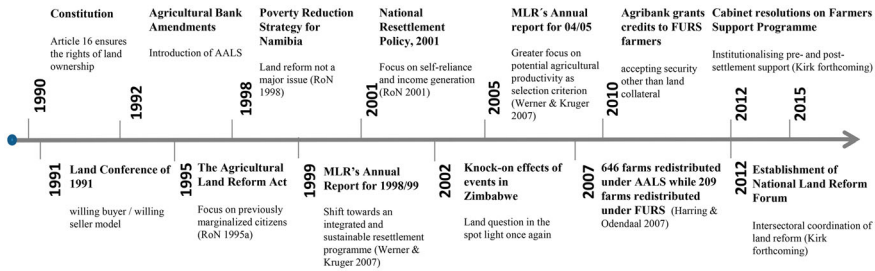 Constitution
Article 16 ensures
the rights of land
ownership
1990
Agricultural Bank
Amendments
Introduction of AALS
1992
Poverty Reduction
Strategy for
Namibia
Land reform not a
major issue (RoN
1998)
1998
National
Resettlement
Policy, 2001
Focus on self-reliance
and income generation
(RoN 2001)
2001
MLR´s Annual
report for 04/05
Greater focus on
potential agricultural
productivity as
selection criterion
(Werner & Kruger
2007)
2005
Agribank grants
credits to FURS
farmers
accepting security
other than land
collateral
2010
Cabinet resolutions on Farmers
Support Programme
Institutionalising pre- and post-
settlement support (Kirk forthcoming)
2012
2015
1991
Land Conference of
1991
willing buyer / willing
seller model
1995
The Agricultural
Land Reform Act
Focus on previously
marginalized citizens
(RoN 1995a)
1999
MLR's Annual
Report for 1998/99
Shift towards an
integrated and
sustainable resettlement
programme (Werner &
Kruger 2007)
2002
Knock-on effects of
events in
Zimbabwe
Land question in the
spot light once again
2007
646 farms redistributed
under AALS while 209
farms redistributed
under FURS (Harring &
Odendaal 2007)
2012
Establishment of
National Land Reform
Forum
Intersectoral coordination of
land reform (Kirk
forthcoming)